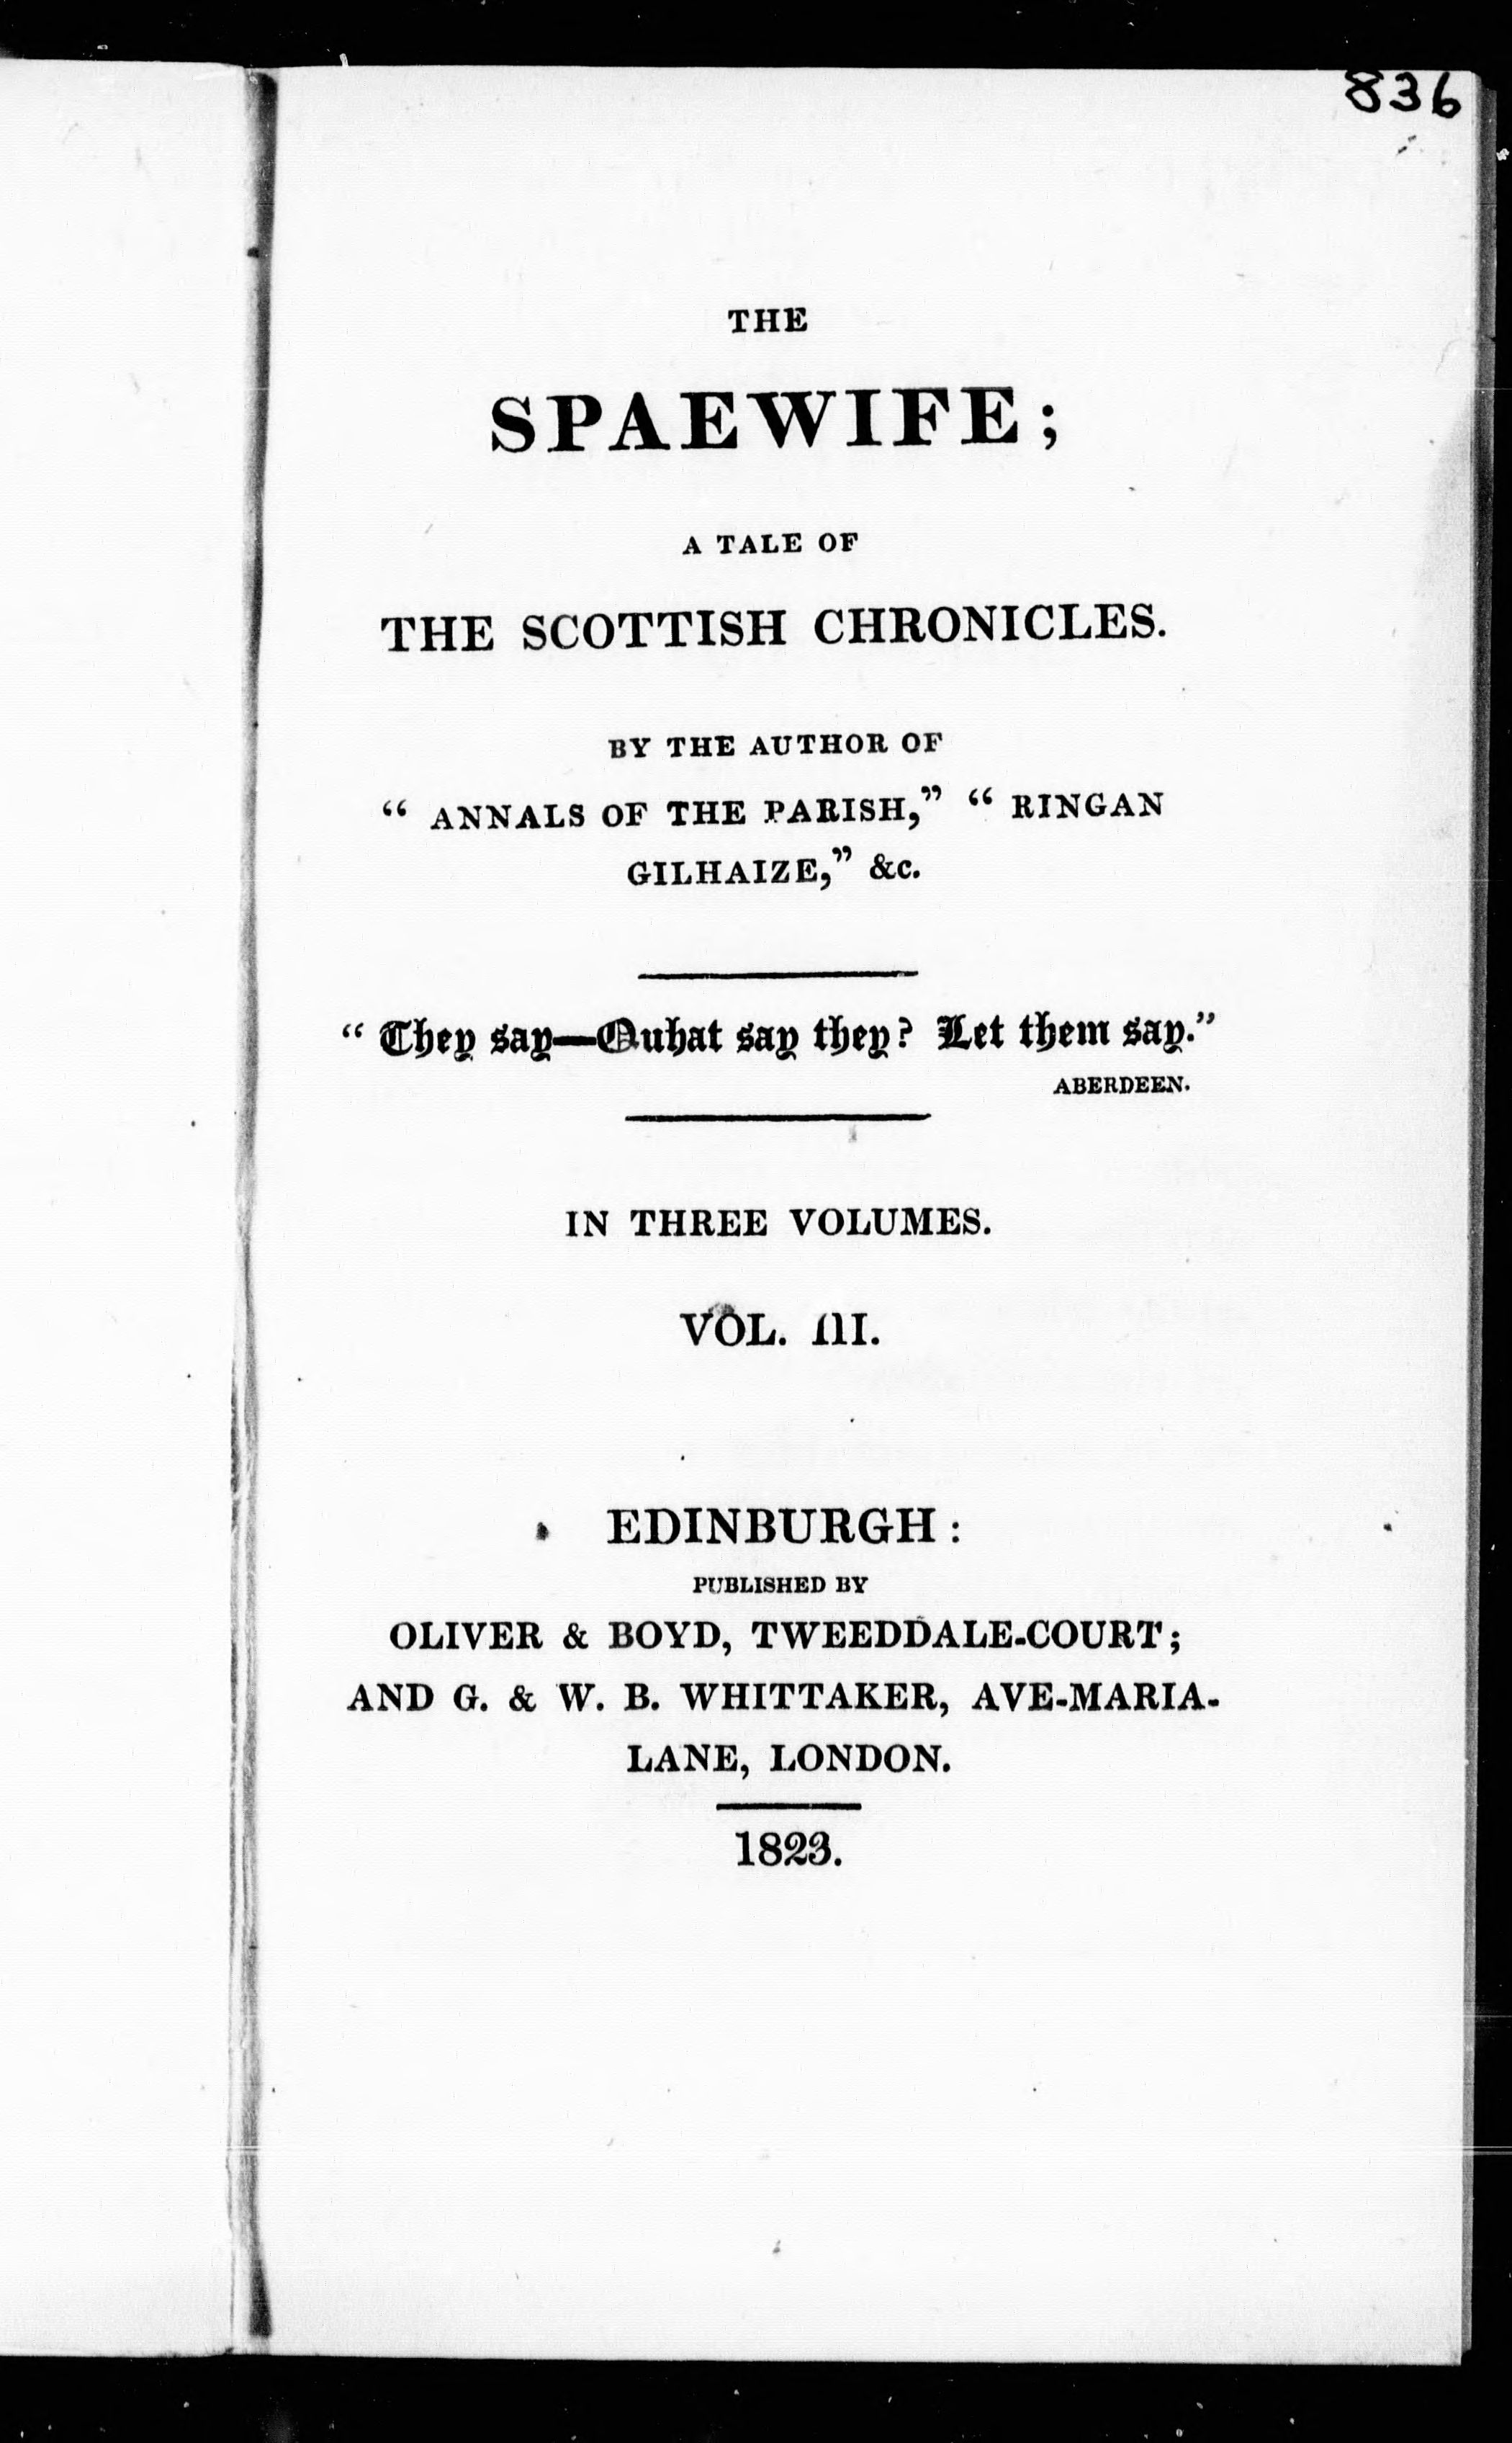 836
THE
SPAEWIFE;
A TALE OF
THE SCOTTISH CHRONICLES.
BY THE AUTHOR OF
“ ANNALS OF THE PARISH,” “ RINGAN
GILHAIZE,” &c.
“ They say—Quhat say they? Let them say.”
ABERDEEN.
IN THREE VOLUMES.
VOL. III.
EDINBURGH:
PUBLISHED BY
OLIVER & BOYD, TWEEDDALE-COURT;
AND G. & W. B. WHITTAKER, AVE-MARIA-
LANE, LONDON.
1823.